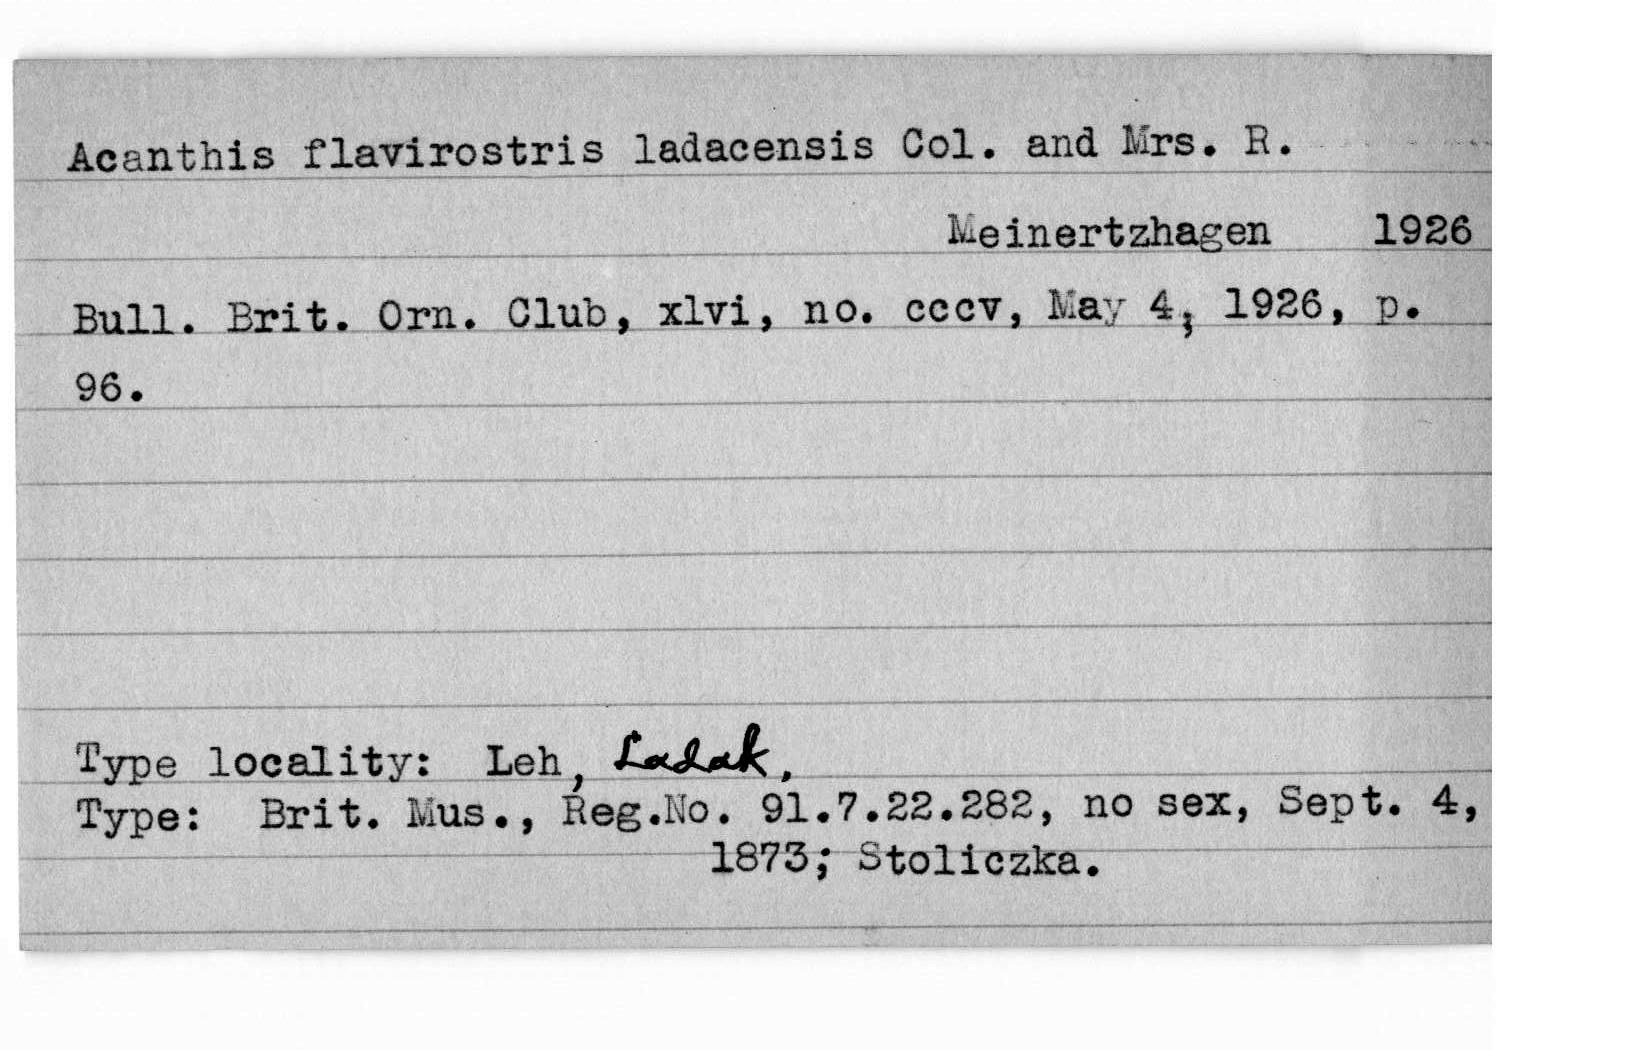 Acanthis flavirostris ladacensis Col. and Mrs. R.
Meinertzhagen 1926
Bull. Brit. Orn. Club, xlvi, no. cccv, May 4, 1926, p.
96.
Type locality: Leh, Ladak.
Type: Brit. Mus., Reg.No. 91.7.22.282, no sex, Sept. 4,
1873; Stoliczka.